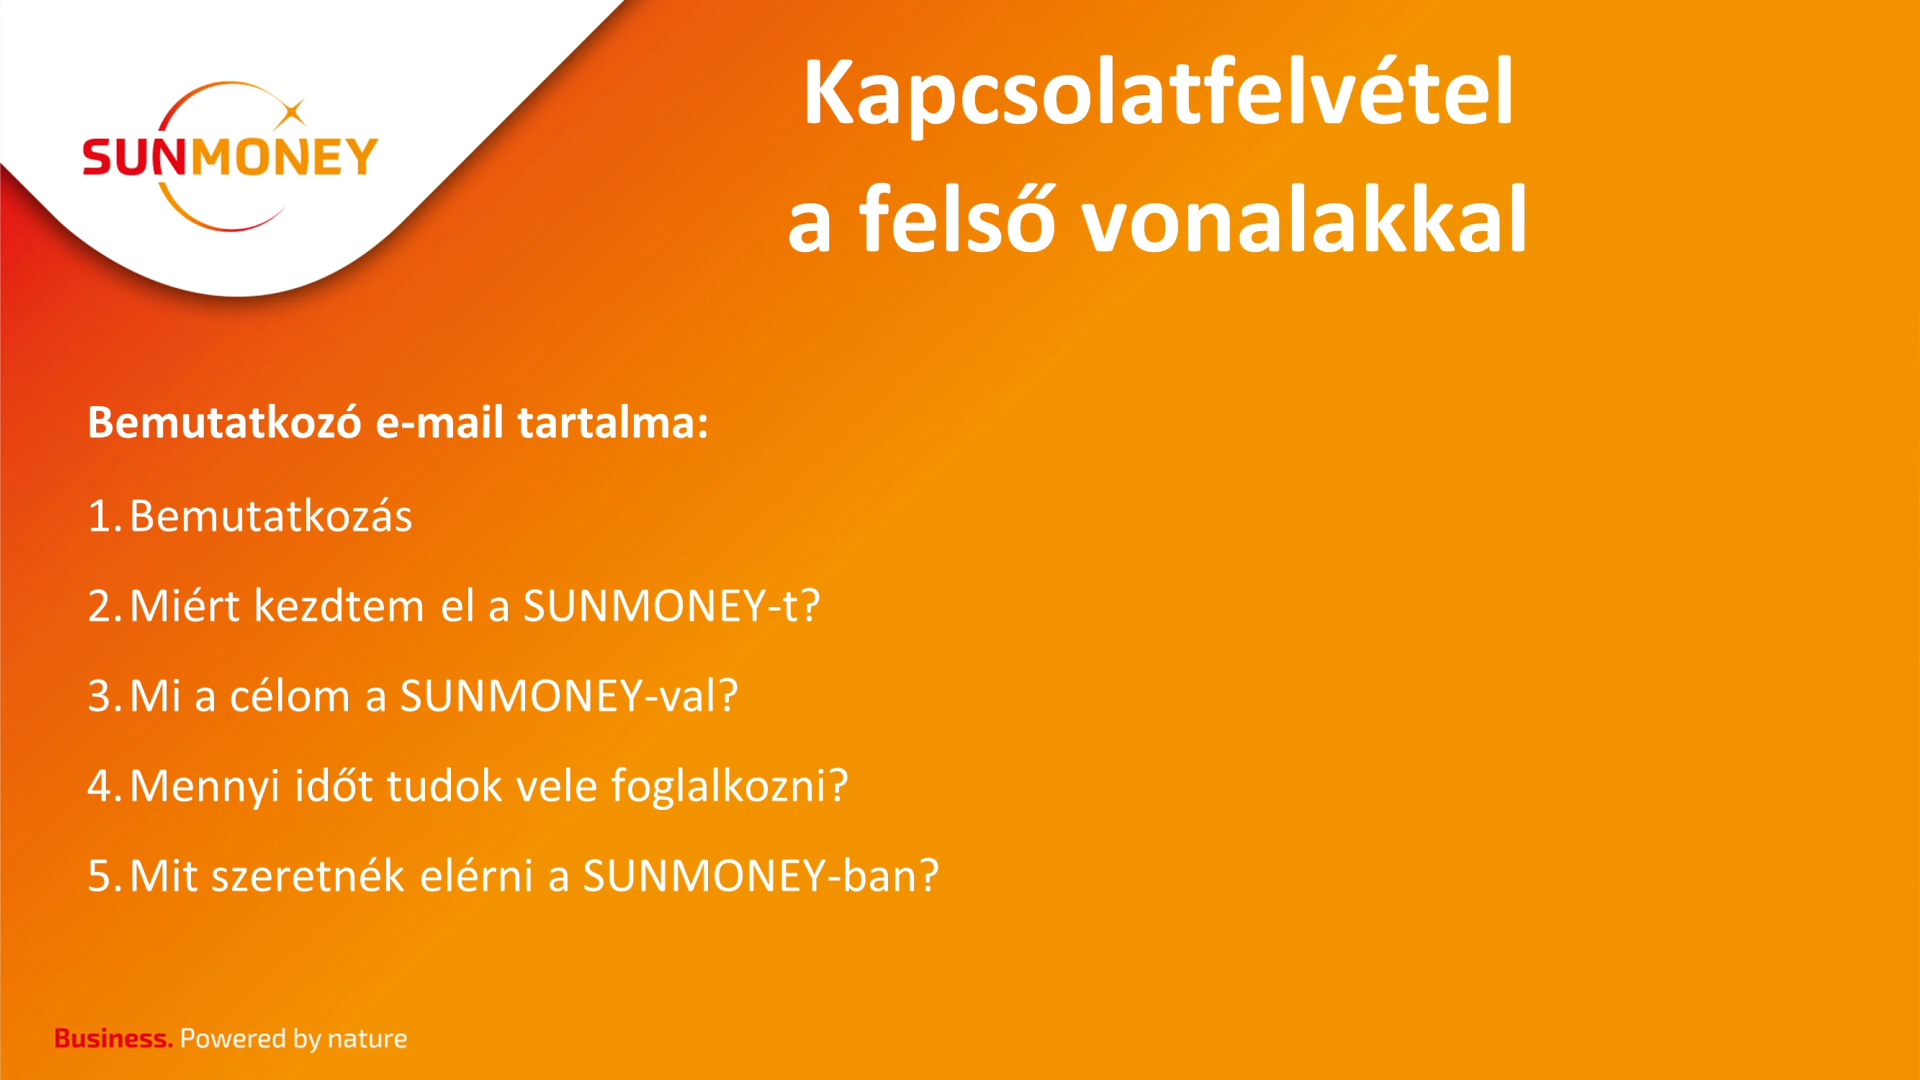 SUNMONEY
Kapcsolatfelvétel
a felső vonalakkal
Bemutatkozó e-mail tartalma:
1. Bemutatkozás
2. Miért kezdtem el a SUNMONEY-t?
3. Mi a célom a SUNMONEY-val?
4. Mennyi időt tudok vele foglalkozni?
5. Mit szeretnék elérni a SUNMONEY-ban?
Business. Powered by nature